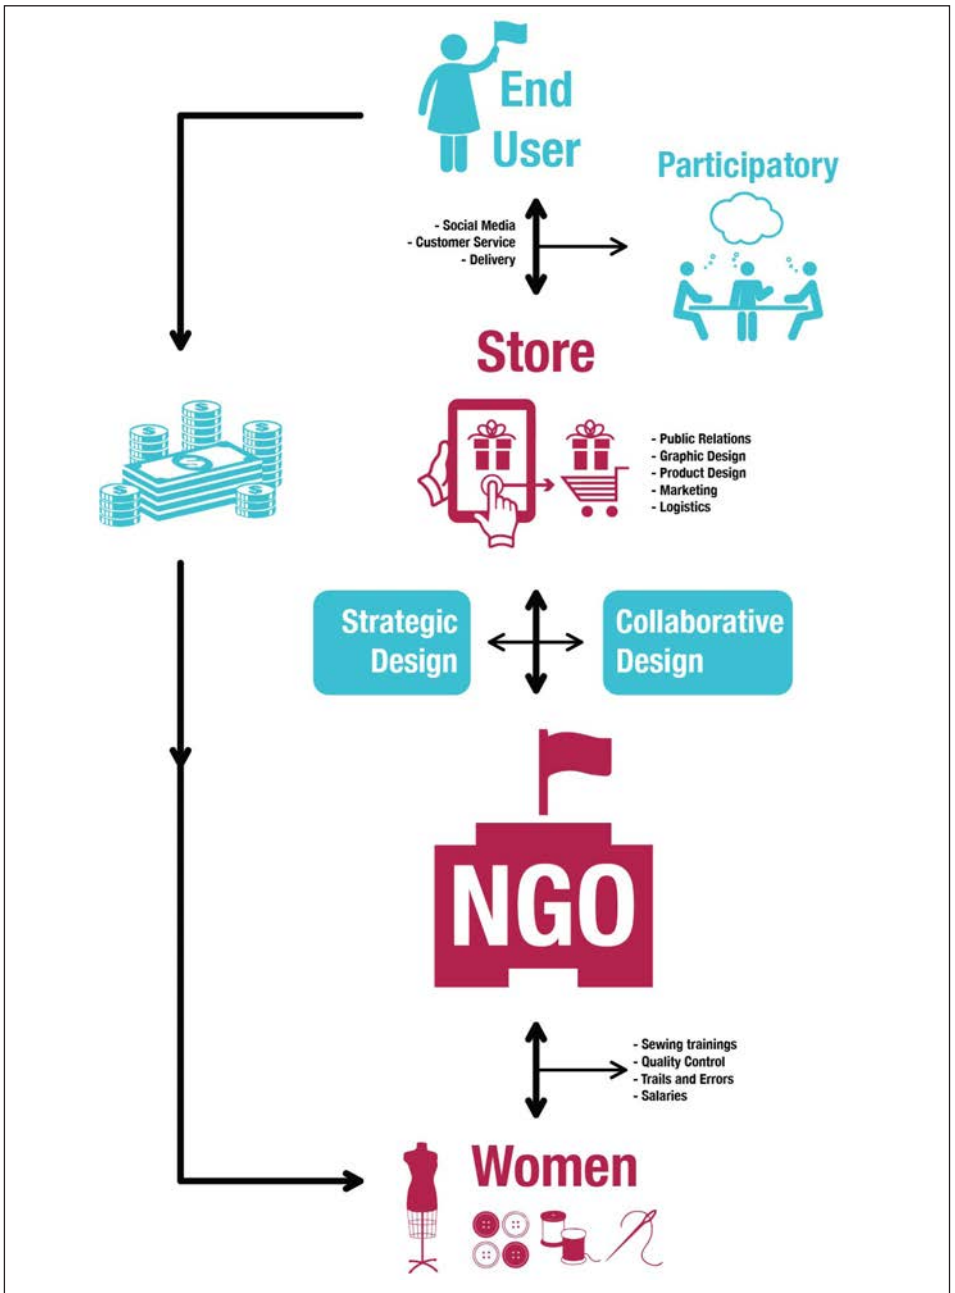 End
User
Participatory
- Social Media
- Customer Service
- Delivery
Store
- Public Relations
- Graphic Design
- Product Design
- Marketing
- Logistics
Strategic
Design
Collaborative
Design
NGO
- Sewing trainings
- Quality Control
- Trails and Errors
- Salaries
Women